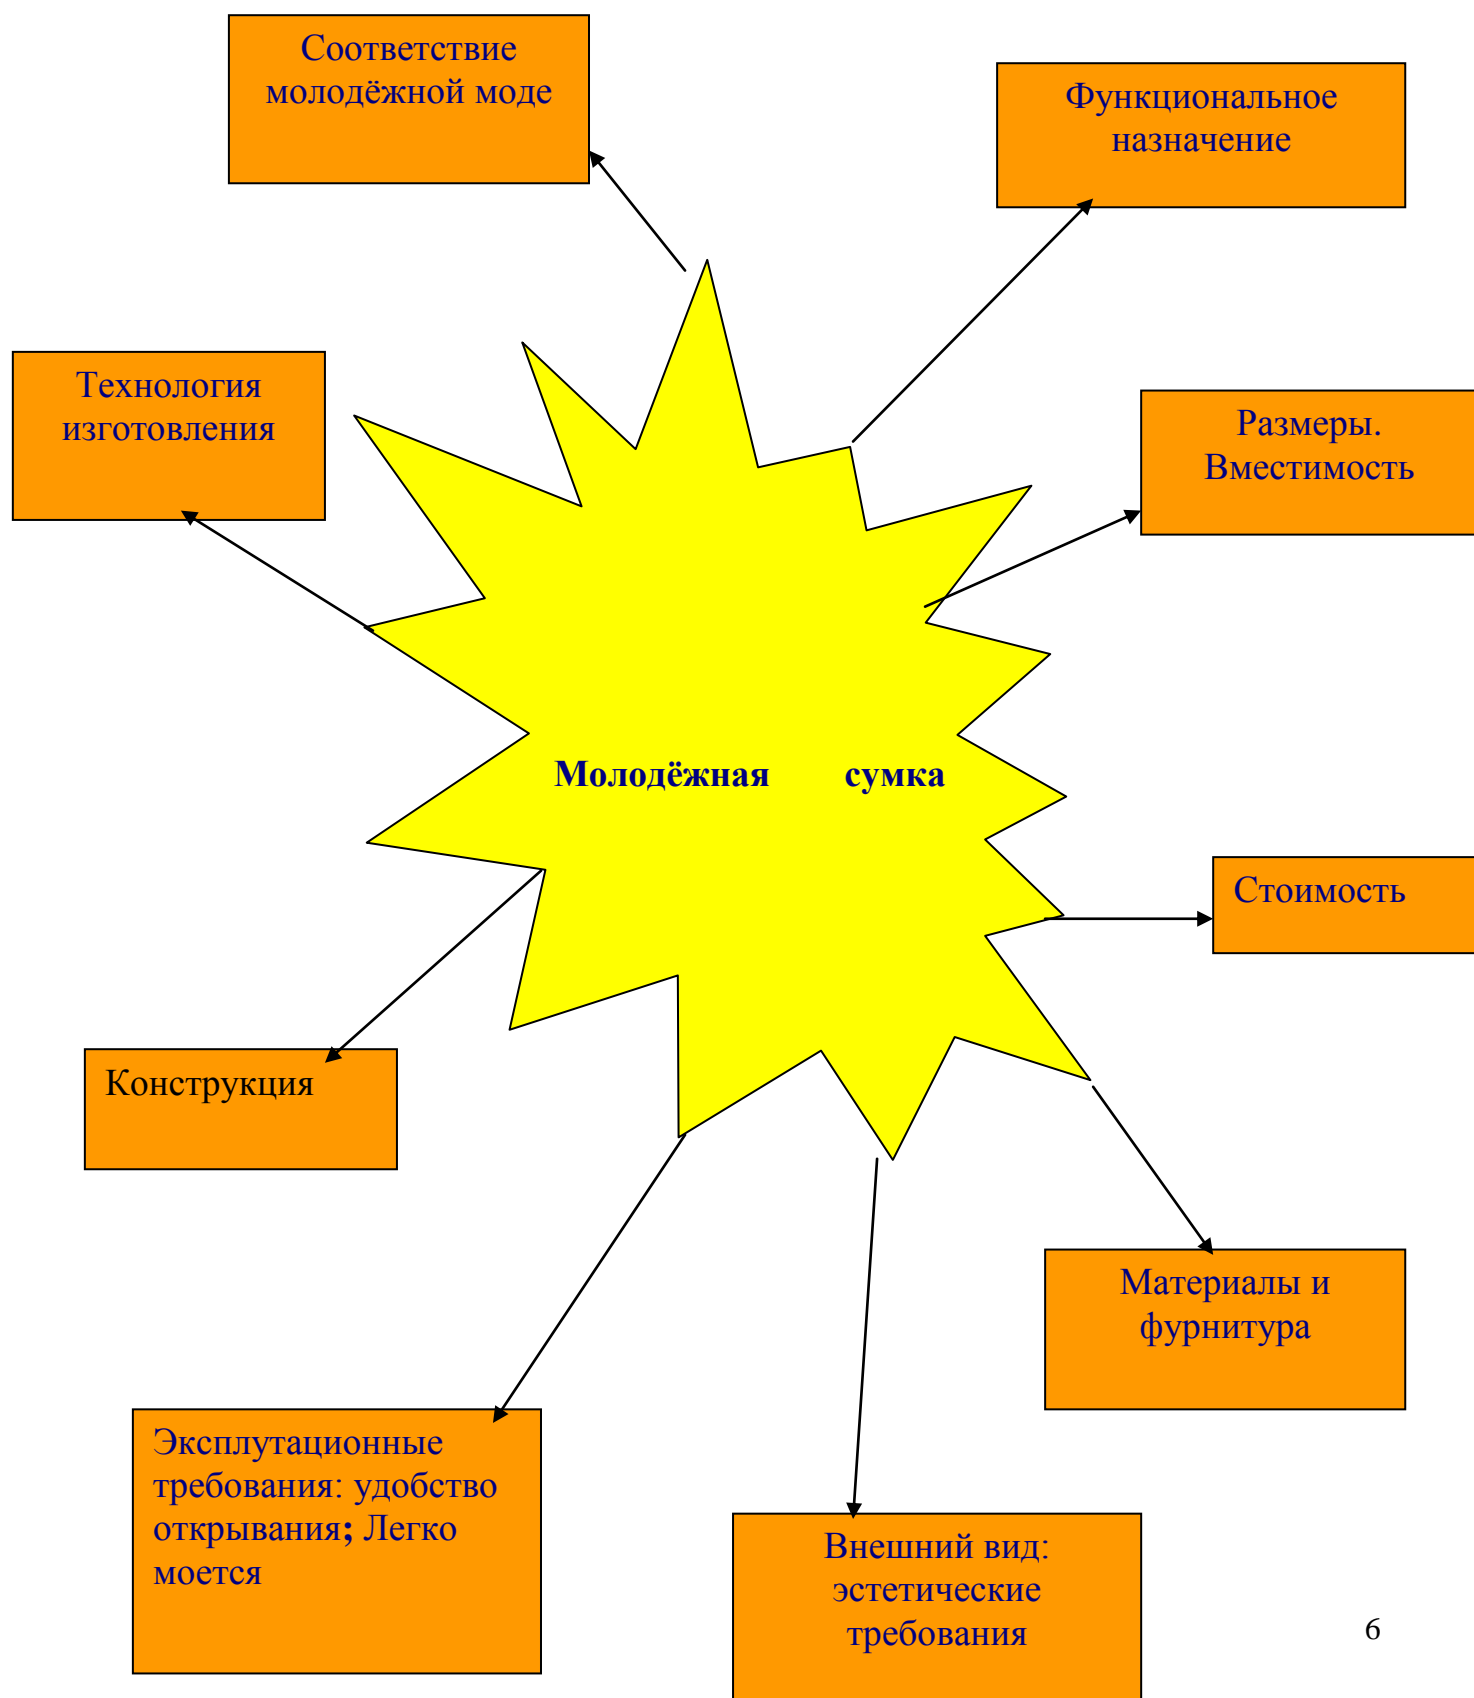 Соответствие
молодёжной моде
Функциональное
назначение
Технология
изготовления
Размеры.
Вместимость
Молодёжная сумка
Стоимость
Конструкция
Материалы и
фурнитура
Эксплутационные
требования: удобство
открывания; Легко
моется
Внешний вид:
эстетические
требования
6